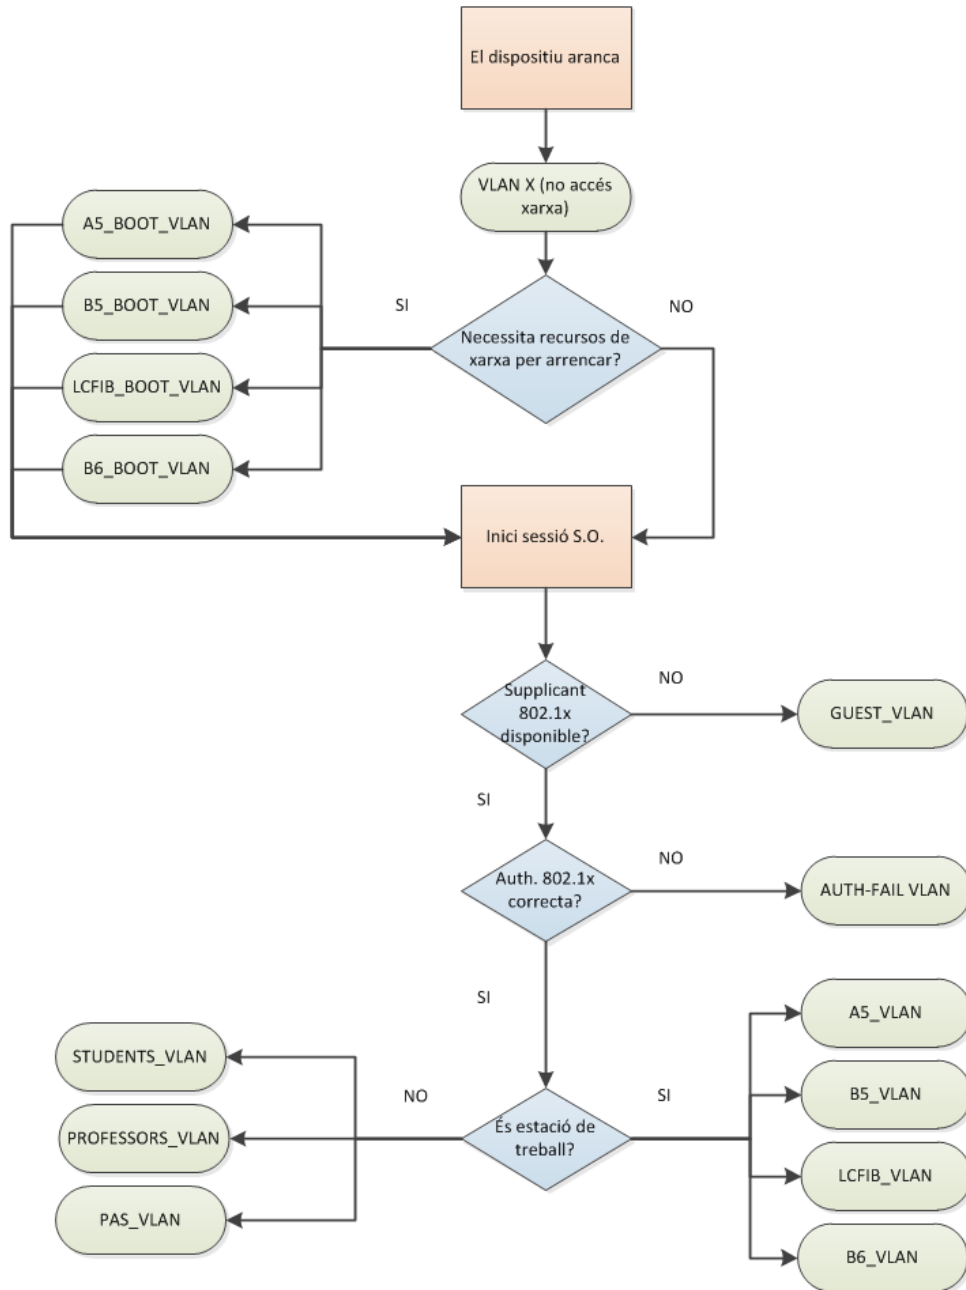 El dispositiu aranca
VLAN X (no accés
xarxa)
A5_BOOT_VLAN
B5_BOOT_VLAN
LCFIB_BOOT_VLAN
B6_BOOT_VLAN
SI
NO
Necessita recursos de
xarxa per arrencar?
Inici sessió S.O.
Supplicant
802.1x
disponible?
NO
GUEST_VLAN
SI
Auth. 802.1x
correcta?
NO
AUTH-FAIL VLAN
SI
És estació de
treball?
NO
STUDENTS_VLAN
PROFESSORS_VLAN
PAS_VLAN
SI
A5_VLAN
B5_VLAN
LCFIB_VLAN
B6_VLAN